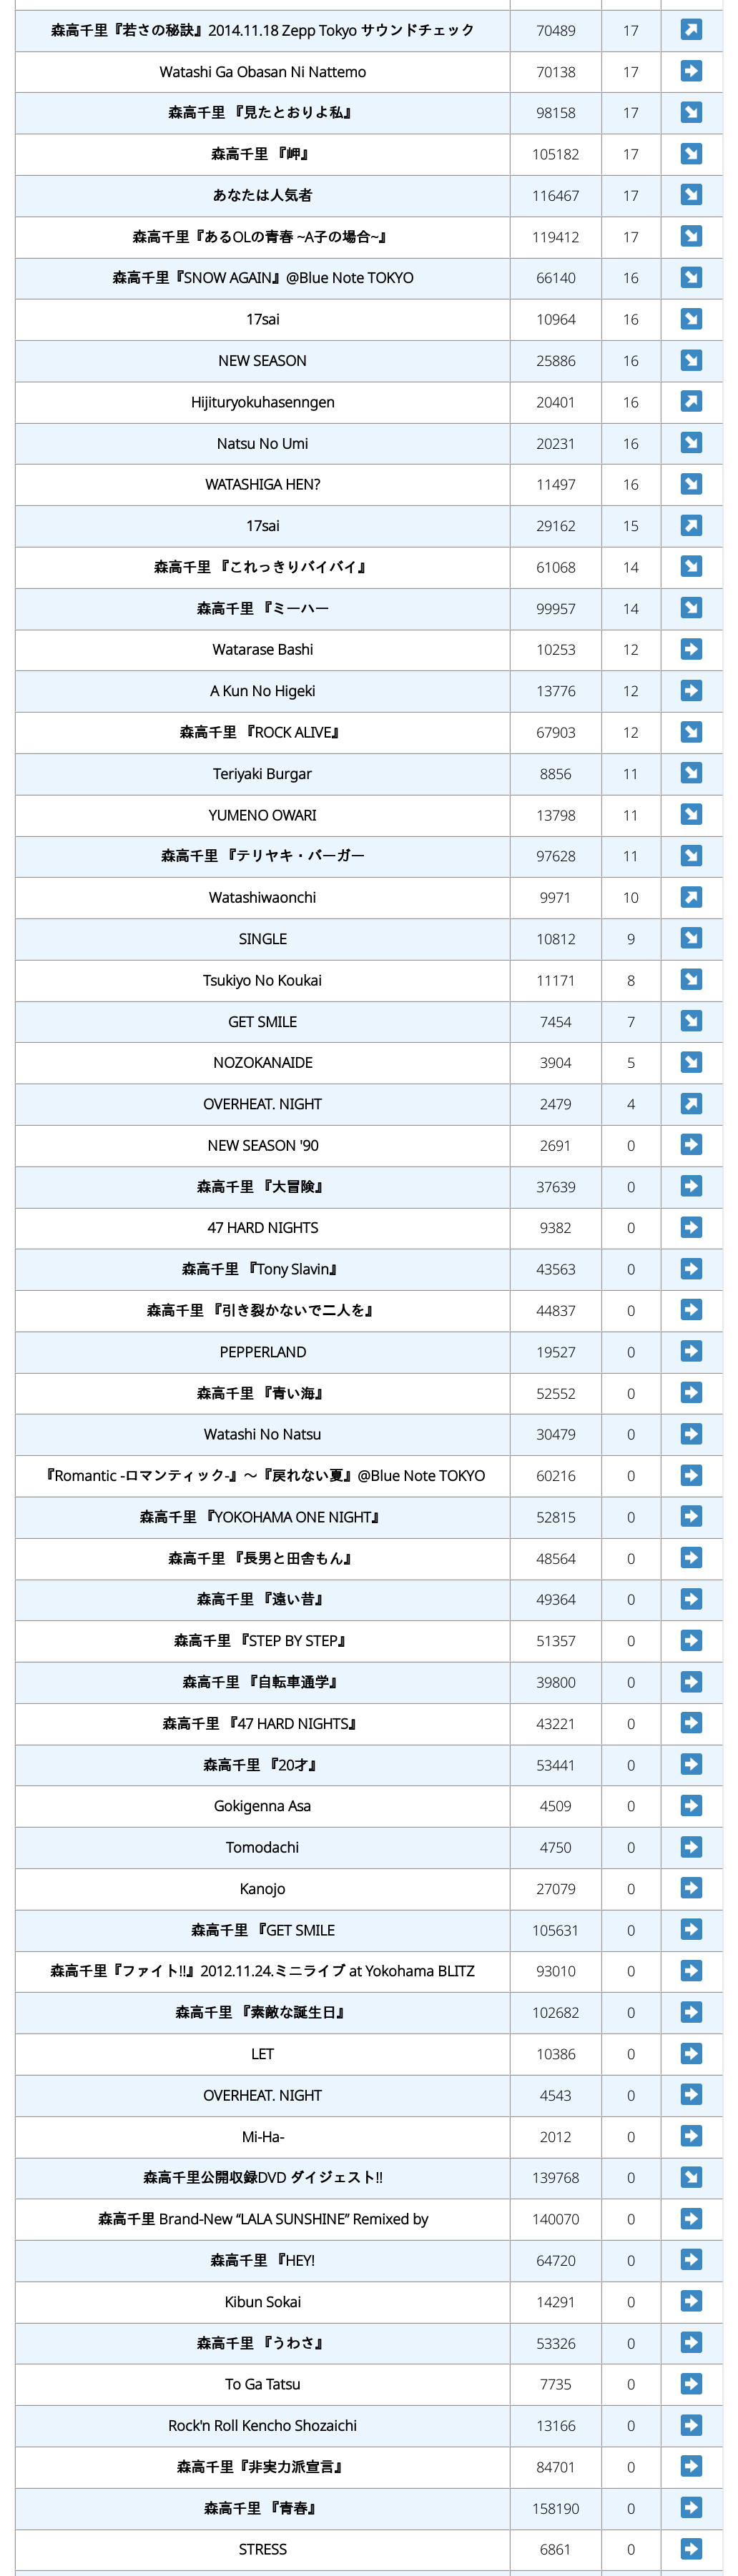 森高千里『若さの秘訣』2014.11.18 Zepp Tokyo サウンドチェック 70489 17
Watashi Ga Obasan Ni Nattemo 70138 17
森高千里 『見たとおりよ私』 98158 17
森高千里 『岬』 105182 17
あなたは人気者 116467 17
森高千里『あるOLの青春 ~A子の場合~』 119412 17
森高千里『SNOW AGAIN』@Blue Note TOKYO 66140 16
17sai 10964 16
NEW SEASON 25886 16
Hijituryokuhasenngen 20401 16
Natsu No Umi 20231 16
WATASHIGA HEN? 11497 16
17sai 29162 15
森高千里 『これっきりバイバイ』 61068 14
森高千里 『ミーハー 99957 14
Watarase Bashi 10253 12
A Kun No Higeki 13776 12
森高千里 『ROCK ALIVE』 67903 12
Teriyaki Burgar 8856 11
YUMENO OWARI 13798 11
森高千里 『テリヤキ・バーガー 97628 11
Watashiwaonchi 9971 10
SINGLE 10812 9
Tsukiyo No Koukai 11171 8
GET SMILE 7454 7
NOZOKANAIDE 3904 5
OVERHEAT. NIGHT 2479 4
NEW SEASON '90 2691 0
森高千里 『大冒険』 37639 0
47 HARD NIGHTS 9382 0
森高千里 『Tony Slavin』 43563 0
森高千里 『引き裂かないで二人を』 44837 0
PEPPERLAND 19527 0
森高千里 『青い海』 52552 0
Watashi No Natsu 30479 0
『Romantic -ロマンティック-』〜『戻れない夏』@Blue Note TOKYO 60216 0
森高千里 『YOKOHAMA ONE NIGHT』 52815 0
森高千里 『長男と田舎もん』 48564 0
森高千里 『遠い昔』 49364 0
森高千里 『STEP BY STEP』 51357 0
森高千里 『自転車通学』 39800 0
森高千里 『47 HARD NIGHTS』 43221 0
森高千里 『20才』 53441 0
Gokigenna Asa 4509 0
Tomodachi 4750 0
Kanojo 27079 0
森高千里 『GET SMILE 105631 0
森高千里『ファイト!!』2012.11.24.ミニライブ at Yokohama BLITZ 93010 0
森高千里 『素敵な誕生日』 102682 0
LET 10386 0
OVERHEAT. NIGHT 4543 0
Mi-Ha- 2012 0
森高千里公開収録DVD ダイジェスト!! 139768 0
森高千里 Brand-New “LALA SUNSHINE” Remixed by 140070 0
森高千里 『HEY! 64720 0
Kibun Sokai 14291 0
森高千里 『うわさ』 53326 0
To Ga Tatsu 7735 0
Rock'n Roll Kencho Shozaichi 13166 0
森高千里『非実力派宣言』 84701 0
森高千里 『青春』 158190 0
STRESS 6861 0